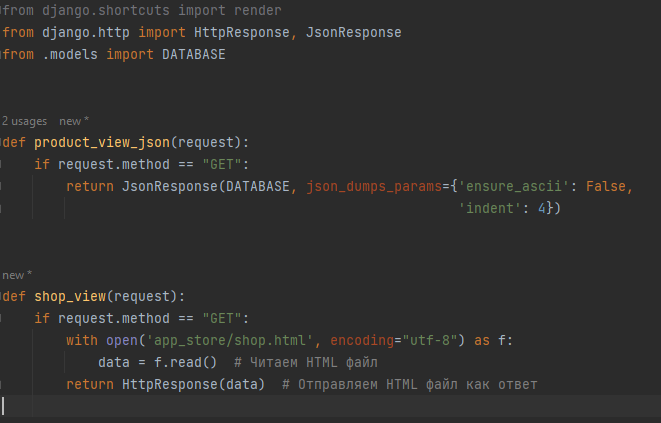 from django.shortcuts import render
from django.http import HttpResponse, JsonResponse
from .models import DATABASE
2 usages new *
def product_view_json(request):
if request.method == "GET":
return JsonResponse(DATABASE, json_dumps_params={'ensure_ascii': False,
'indent': 4})
new *
def shop_view(request):
if request.method == "GET":
with open('app_store/shop.html', encoding="utf-8") as f:
data = f.read() # Читаем HTML файл
return HttpResponse(data) # Отправляем HTML файл как ответ